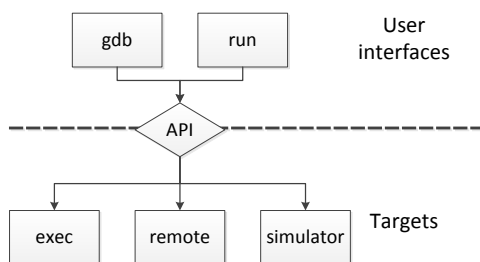 gdb
run
User
interfaces
API
exec
remote
simulator
Targets